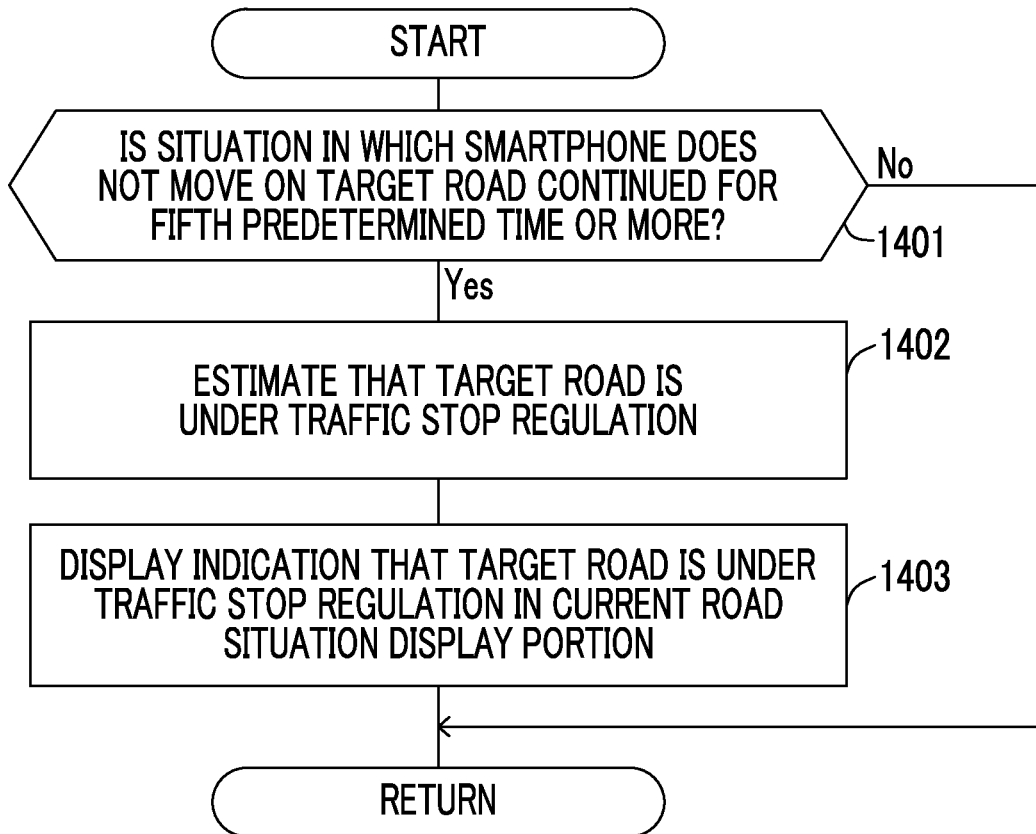 START
IS SITUATION IN WHICH SMARTPHONE DOES
NOT MOVE ON TARGET ROAD CONTINUED FOR
FIFTH PREDETERMINED TIME OR MORE?
No
1401
Yes
ESTIMATE THAT TARGET ROAD IS
UNDER TRAFFIC STOP REGULATION
1402
DISPLAY INDICATION THAT TARGET ROAD IS UNDER
TRAFFIC STOP REGULATION IN CURRENT ROAD
SITUATION DISPLAY PORTION
1403
RETURN